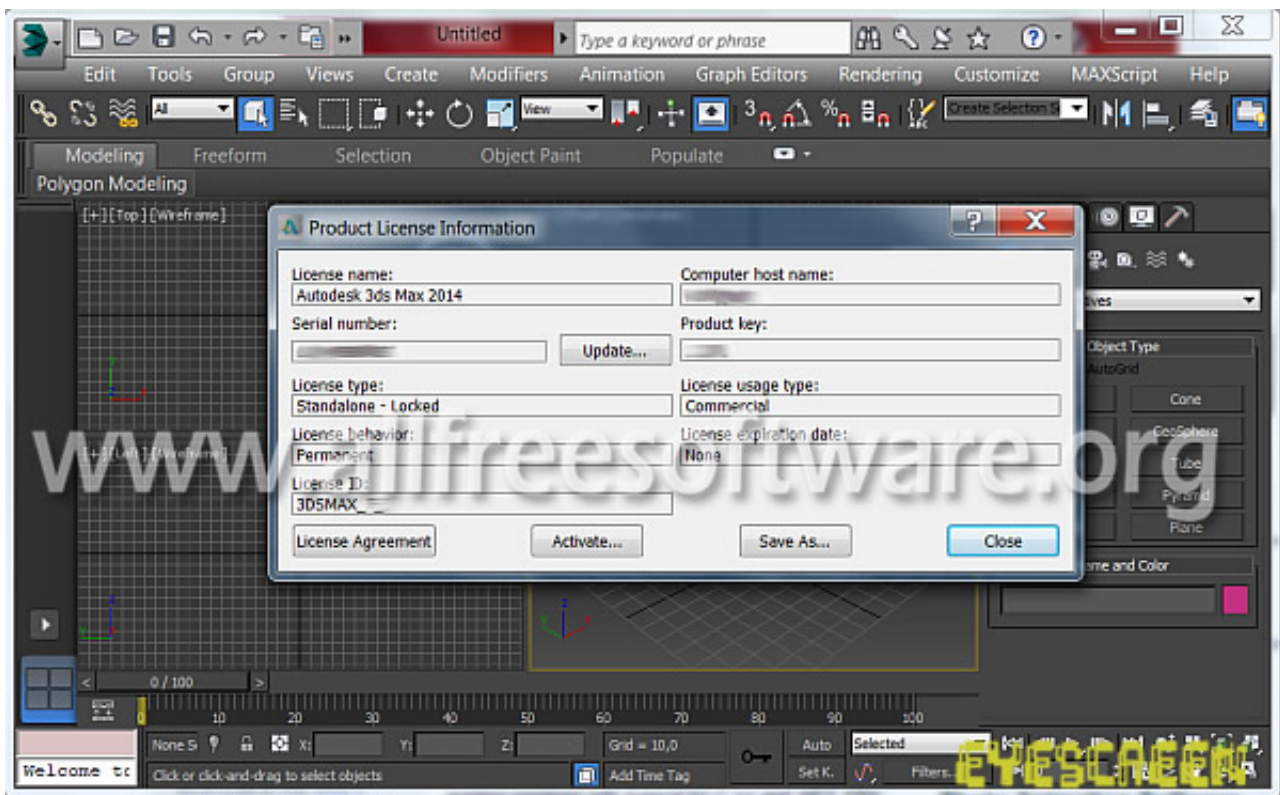 Untitled
Type a keyword or phrase
Edit Tools Group Views Create Modifiers Animation Graph Editors Rendering Customize MAXScript Help
All
View
3
%
Create Selection S
Modeling Freeform Selection Object Paint Populate
Polygon Modeling
[+][Top][Wireframe]
Product License Information
License name:
Computer host name:
Autodesk 3ds Max 2014
Serial number:
Product key:
Update...
License type:
License usage type:
Standalone - Locked
Commercial
License behavior:
License expiration date:
Permanent
None
License ID:
3DSMAX_
License Agreement Activate... Save As... Close
www.allfreesoftware.org
[+][Left][Wireframe]
tives
Object Type
AutoGrid
Cone
GeoSphere
Tube
Pyramid
Plane
ame and Color
< 0 / 100 >
0 10 20 30 40 50 60 70 80 90 100
None S X: Y: Z: Grid = 10,0 Auto Selected
Welcome to Click or click-and-drag to select objects Add Time Tag Set K. Filters...
EYESCREEN